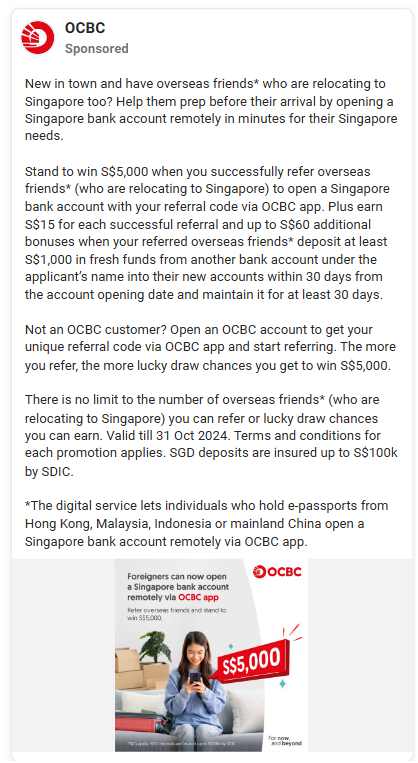 OCBC
Sponsored
New in town and have overseas friends* who are relocating to
Singapore too? Help them prep before their arrival by opening a
Singapore bank account remotely in minutes for their Singapore
needs.
Stand to win S$5,000 when you successfully refer overseas
friends* (who are relocating to Singapore) to open a Singapore
bank account with your referral code via OCBC app. Plus earn
S$15 for each successful referral and up to S$60 additional
bonuses when your referred overseas friends* deposit at least
S$1,000 in fresh funds from another bank account under the
applicant’s name into their new accounts within 30 days from
the account opening date and maintain it for at least 30 days.
Not an OCBC customer? Open an OCBC account to get your
unique referral code via OCBC app and start referring. The more
you refer, the more lucky draw chances you get to win S$5,000.
There is no limit to the number of overseas friends* (who are
relocating to Singapore) you can refer or lucky draw chances
you can earn. Valid till 31 Oct 2024. Terms and conditions for
each promotion applies. SGD deposits are insured up to S$100k
by SDIC.
*The digital service lets individuals who hold e-passports from
Hong Kong, Malaysia, Indonesia or mainland China open a
Singapore bank account remotely via OCBC app.
Foreigners can now open
a Singapore bank account
remotely via OCBC app
Refer overseas friends and stand to
win S$5,000.
OCBC
S$5,000
T&Cs apply. SGD deposits are insured up to S$100k by SDIC.
For now,
and beyond